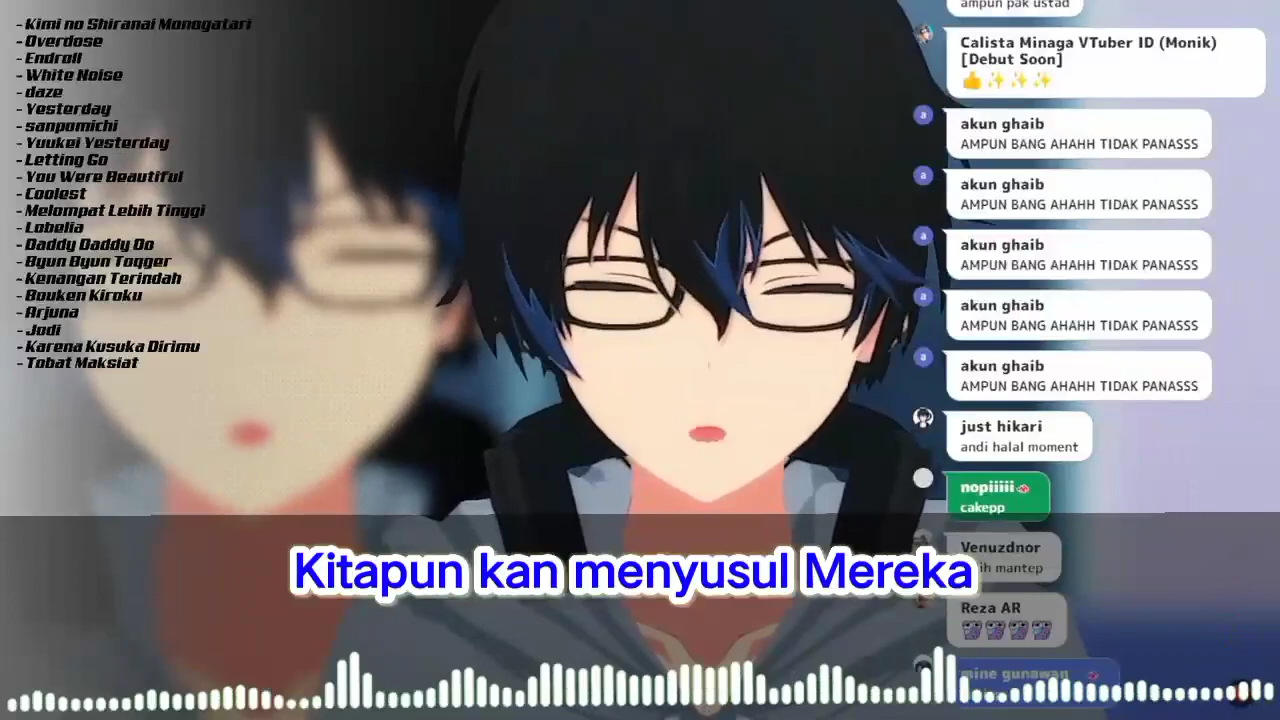 - Kimi no Shiranai Monogatari
- Overdose
- Endroll
- White Noise
- daze
- Yesterday
- sanpomichi
- Yuukei Yesterday
- Letting Go
- You Were Beautiful
- Coolest
- Melompat Lebih Tinggi
- Lobelia
- Daddy Daddy Do
- Byun Byun Togger
- Kenangan Terindah
- Bouken Kiroku
- Arjuna
- Jodi
- Karena Kusuka Dirimu
- Tobat Maksiat
ampun pak ustad
Calista Minaga VTuber ID (Monik)
[Debut Soon]
akun ghaib
AMPUN BANG AHAHH TIDAK PANASSS
akun ghaib
AMPUN BANG AHAHH TIDAK PANASSS
akun ghaib
AMPUN BANG AHAHH TIDAK PANASSS
akun ghaib
AMPUN BANG AHAHH TIDAK PANASSS
akun ghaib
AMPUN BANG AHAHH TIDAK PANASSS
just hikari
andi halal moment
nopiiiii
cakepp
Venuzdnor
mantep
Reza AR
mine gunawan
Kitapun kan menyusul Mereka